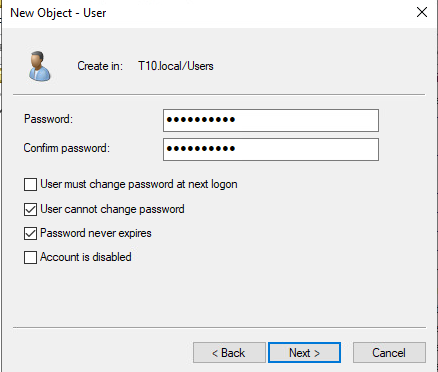 New Object - User
Create in: T10.local/Users
Password: ●●●●●●●●●●
Confirm password: ●●●●●●●●●●
User must change password at next logon
User cannot change password
Password never expires
Account is disabled
< Back Next > Cancel